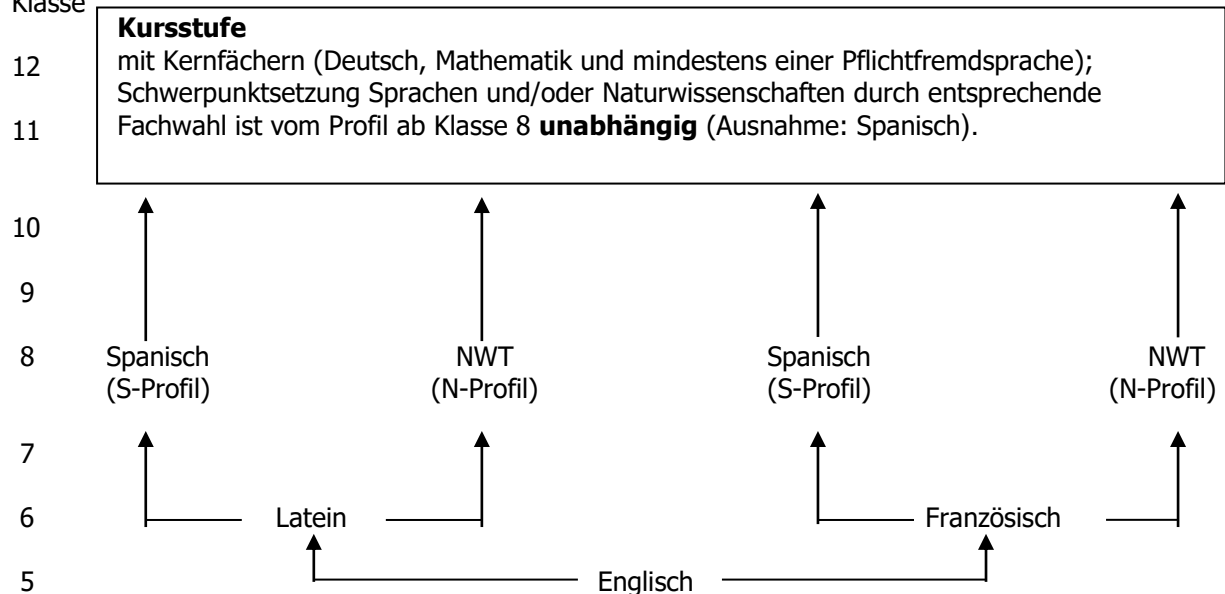 Klasse
Kursstufe
12 mit Kernfächern (Deutsch, Mathematik und mindestens einer Pflichtfremdsprache);
Schwerpunktsetzung Sprachen und/oder Naturwissenschaften durch entsprechende
11 Fachwahl ist vom Profil ab Klasse 8 unabhängig (Ausnahme: Spanisch).
10
9
8 Spanisch NWT Spanisch NWT
(S-Profil) (N-Profil) (S-Profil) (N-Profil)
7
6 Latein Französisch
5 Englisch